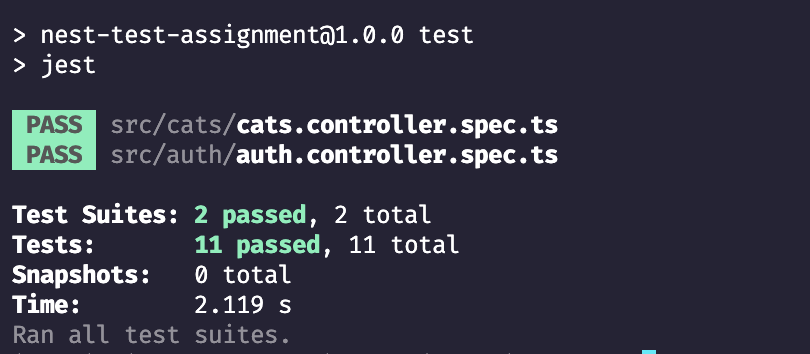 > nest-test-assignment@1.0.0 test
> jest
PASS src/cats/cats.controller.spec.ts
PASS src/auth/auth.controller.spec.ts
Test Suites: 2 passed, 2 total
Tests: 11 passed, 11 total
Snapshots: 0 total
Time: 2.119 s
Ran all test suites.